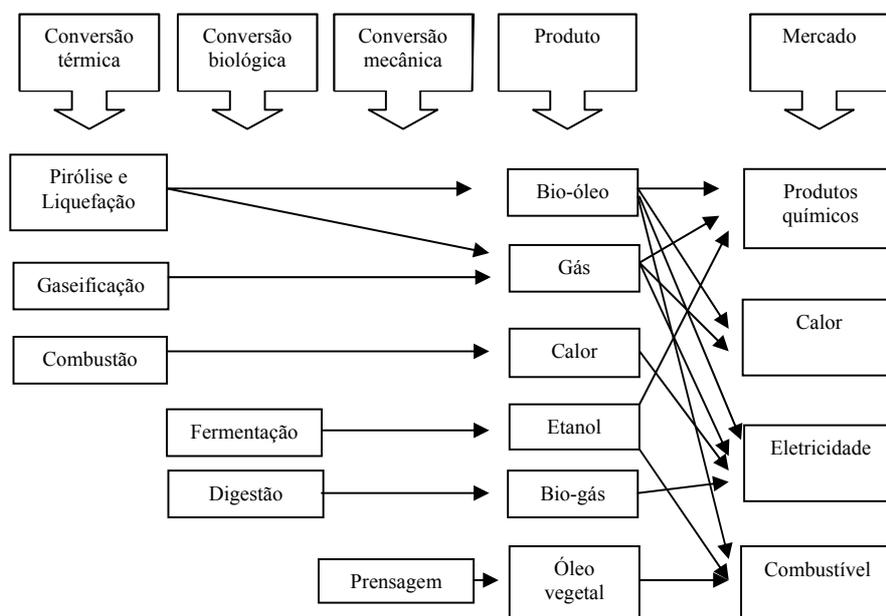 Conversão
térmica
Conversão
biológica
Conversão
mecânica
Produto
Mercado
Pirólise e
Liquefação
Bio-óleo
Produtos
químicos
Gaseificação
Gás
Combustão
Calor
Calor
Fermentação
Etanol
Eletricidade
Digestão
Bio-gás
Prensagem
Óleo
vegetal
Combustível